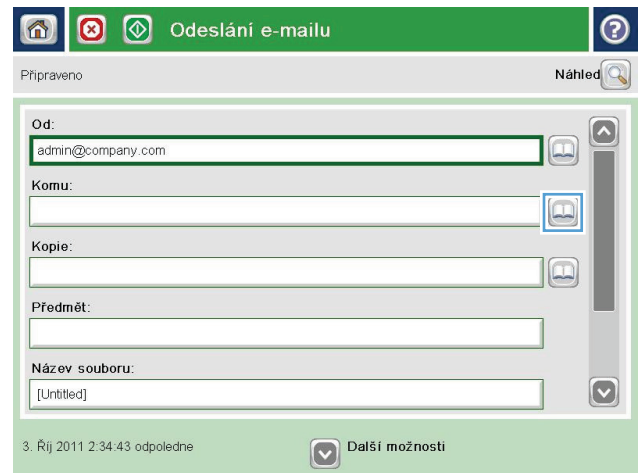 Odeslání e-mailu
Připraveno
Náhled
Od:
admin@company.com
Komu:
Kopie:
Předmět:
Název souboru:
[Untitled]
3. Říj 2011 2:34:43 odpoledne
Další možnosti